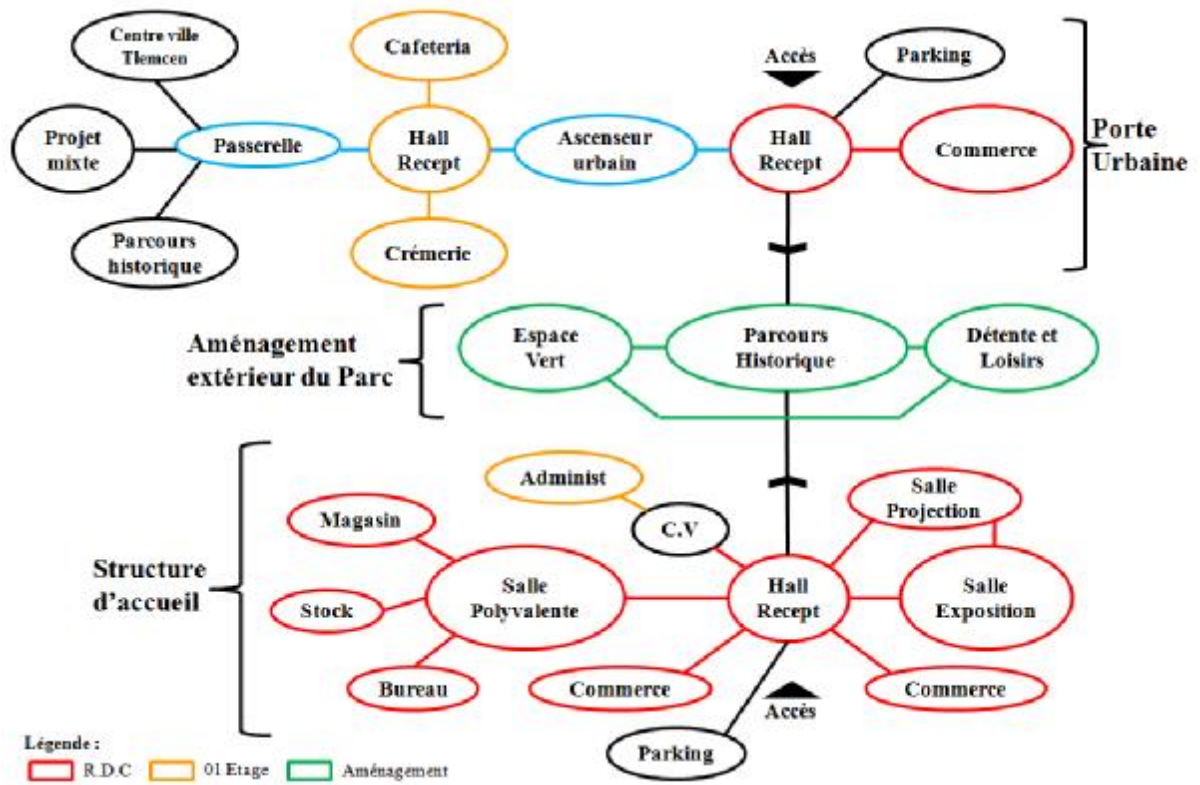 Centre ville
Tlemcen
Cafeteria
Accès
Parking
Projet
mixte
Passerelle
Hall
Recept
Ascenseur
urbain
Hall
Recept
Commerce
Porte
Urbaine
Parcours
historique
Crémerie
Aménagement
extérieur du Parc
Espace
Vert
Parcours
Historique
Détente et
Loisirs
Administ
Salle
Projection
Magasin
C.V
Structure
d'accueil
Salle
Polyvalente
Hall
Recept
Salle
Exposition
Stock
Bureau
Commerce
Commerce
Accès
Parking
Légende :
R.D.C
01 Etage
Aménagement